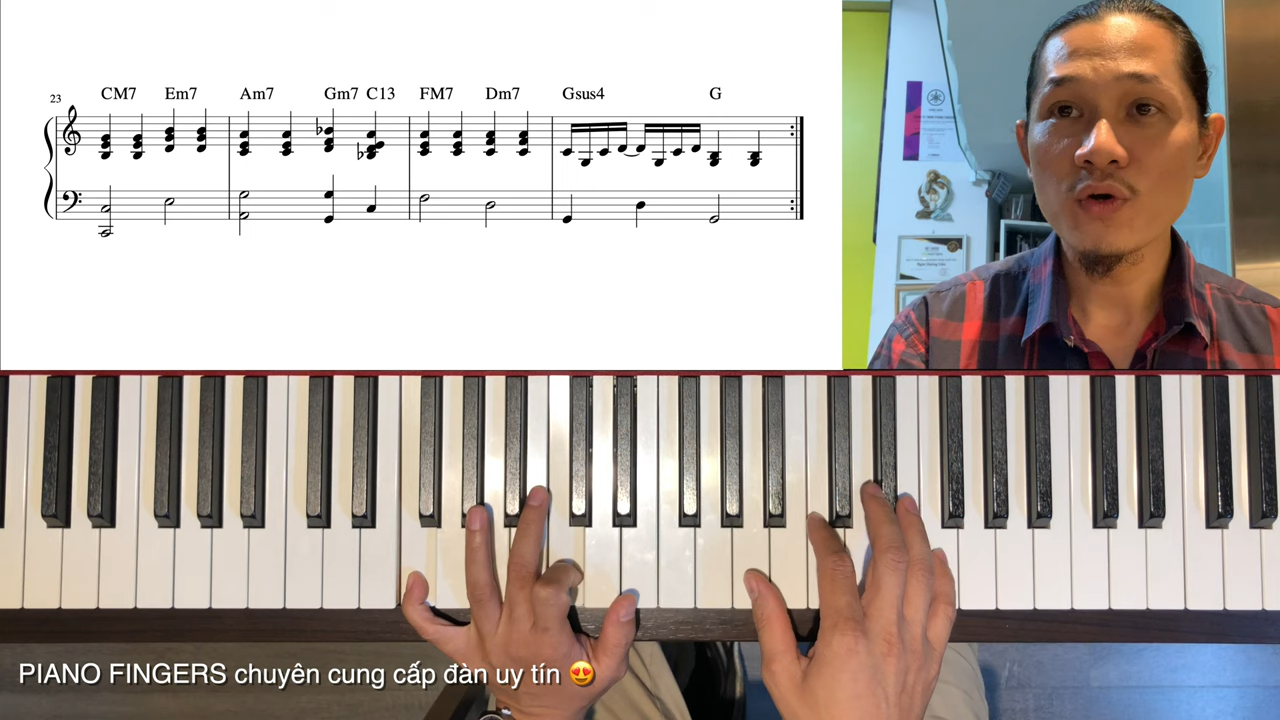 CM7 Em7 Am7 Gm7 C13 FM7 Dm7 Gsus4 G
23
PIANO FINGERS chuyên cung cấp đàn uy tín 😍